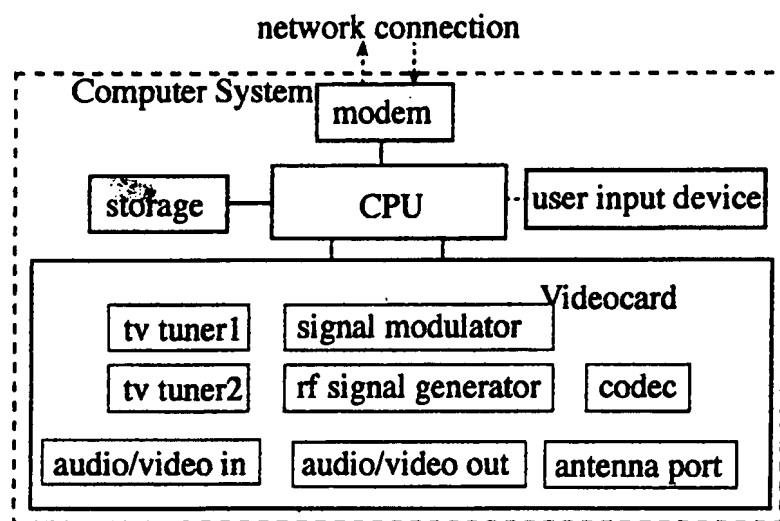 network connection
Computer System
modem
storage
CPU
user input device
Videocard
tv tuner1
signal modulator
tv tuner2
rf signal generator
codec
audio/video in
audio/video out
antenna port